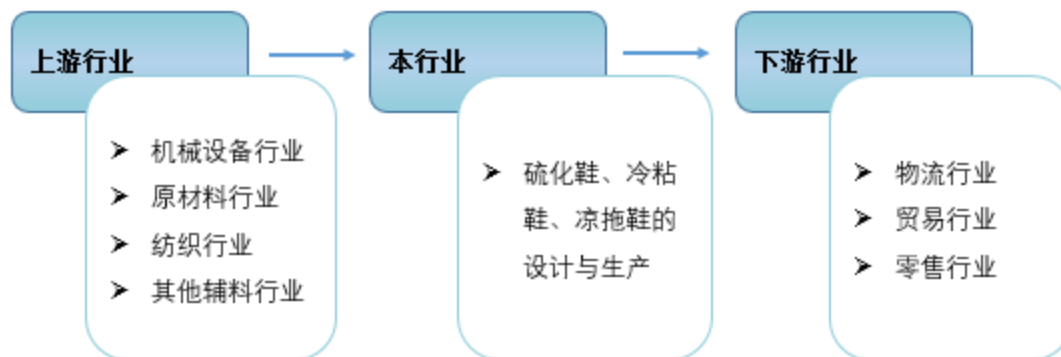 上游行业
机械设备行业
原材料行业
纺织行业
其他辅料行业
本行业
硫化鞋、冷粘
鞋、凉拖鞋的
设计与生产
下游行业
物流行业
贸易行业
零售行业